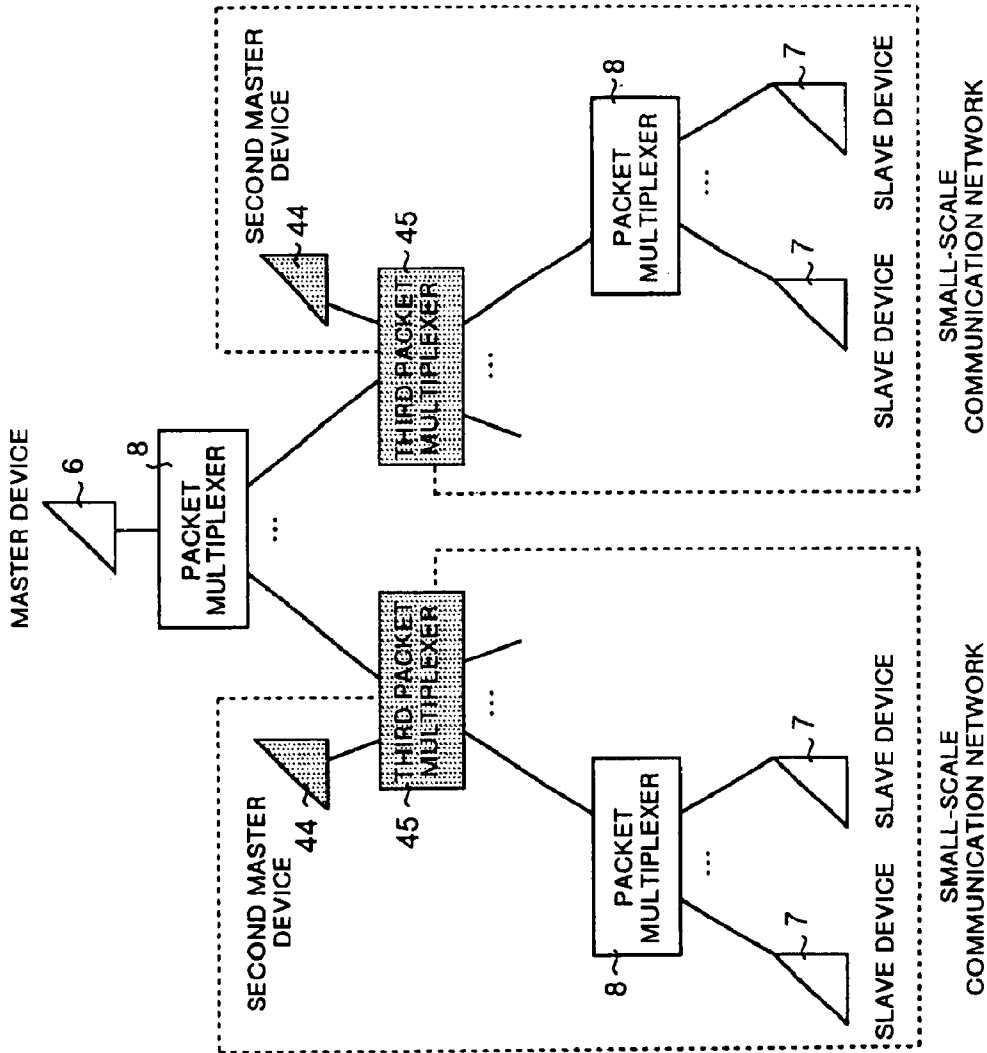 MASTER DEVICE
6
8
PACKET
MULTIPLEXER
...
SECOND MASTER
DEVICE
44
45
THIRD PACKET
MULTIPLEXER
...
8
PACKET
MULTIPLEXER
...
7
7
SLAVE DEVICE
SLAVE DEVICE
SMALL-SCALE
COMMUNICATION NETWORK
SECOND MASTER
DEVICE
44
45
THIRD PACKET
MULTIPLEXER
...
8
PACKET
MULTIPLEXER
...
7
7
SLAVE DEVICE
SLAVE DEVICE
SMALL-SCALE
COMMUNICATION NETWORK